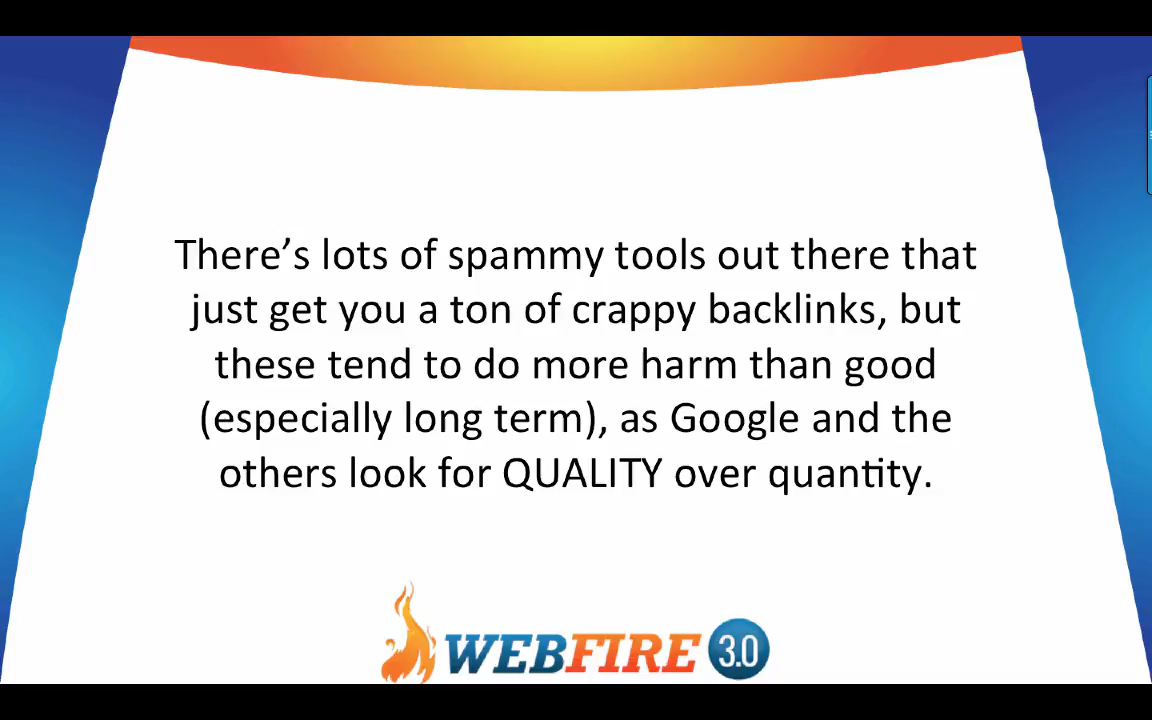 There’s lots of spammy tools out there that
just get you a ton of crappy backlinks, but
these tend to do more harm than good
(especially long term), as Google and the
others look for QUALITY over quantity.
WEBFIRE 3.0